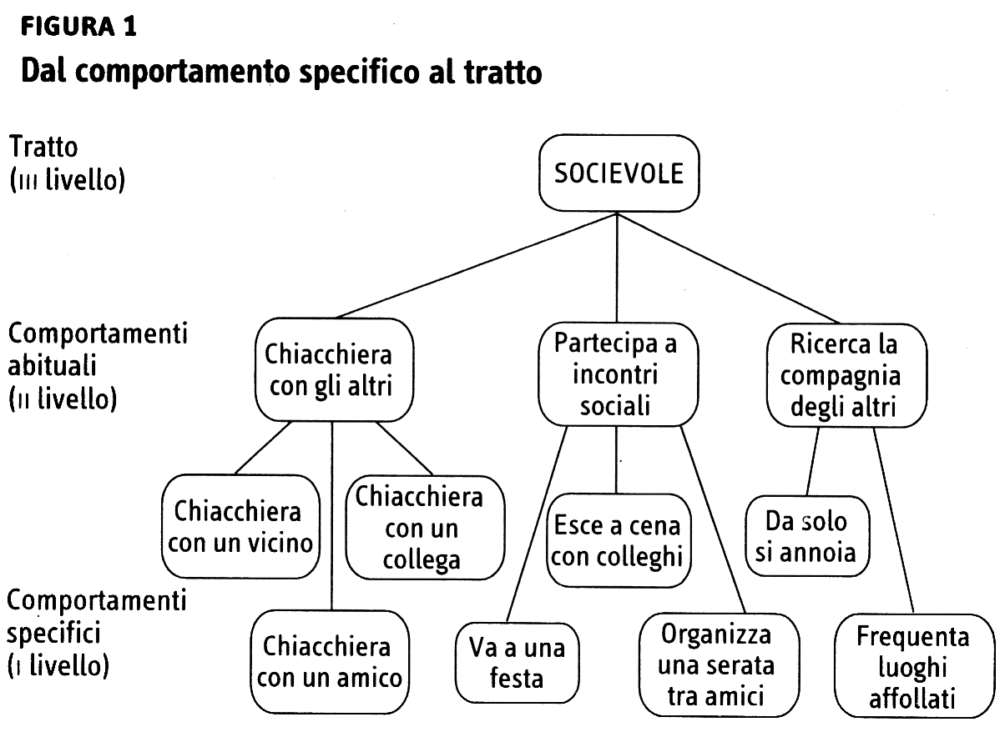 FIGURA 1
Dal comportamento specifico al tratto
Tratto
(III livello)
SOCIEVOLE
Comportamenti
abituali
(II livello)
Chiacchiera
con gli altri
Partecipa a
incontri
sociali
Ricerca la
compagnia
degli altri
Chiacchiera
con un vicino
Chiacchiera
con un
collega
Esce a cena
con colleghi
Da solo
si annoia
Comportamenti
specifici
(I livello)
Chiacchiera
con un amico
Va a una
festa
Organizza
una serata
tra amici
Frequenta
luoghi
affollati